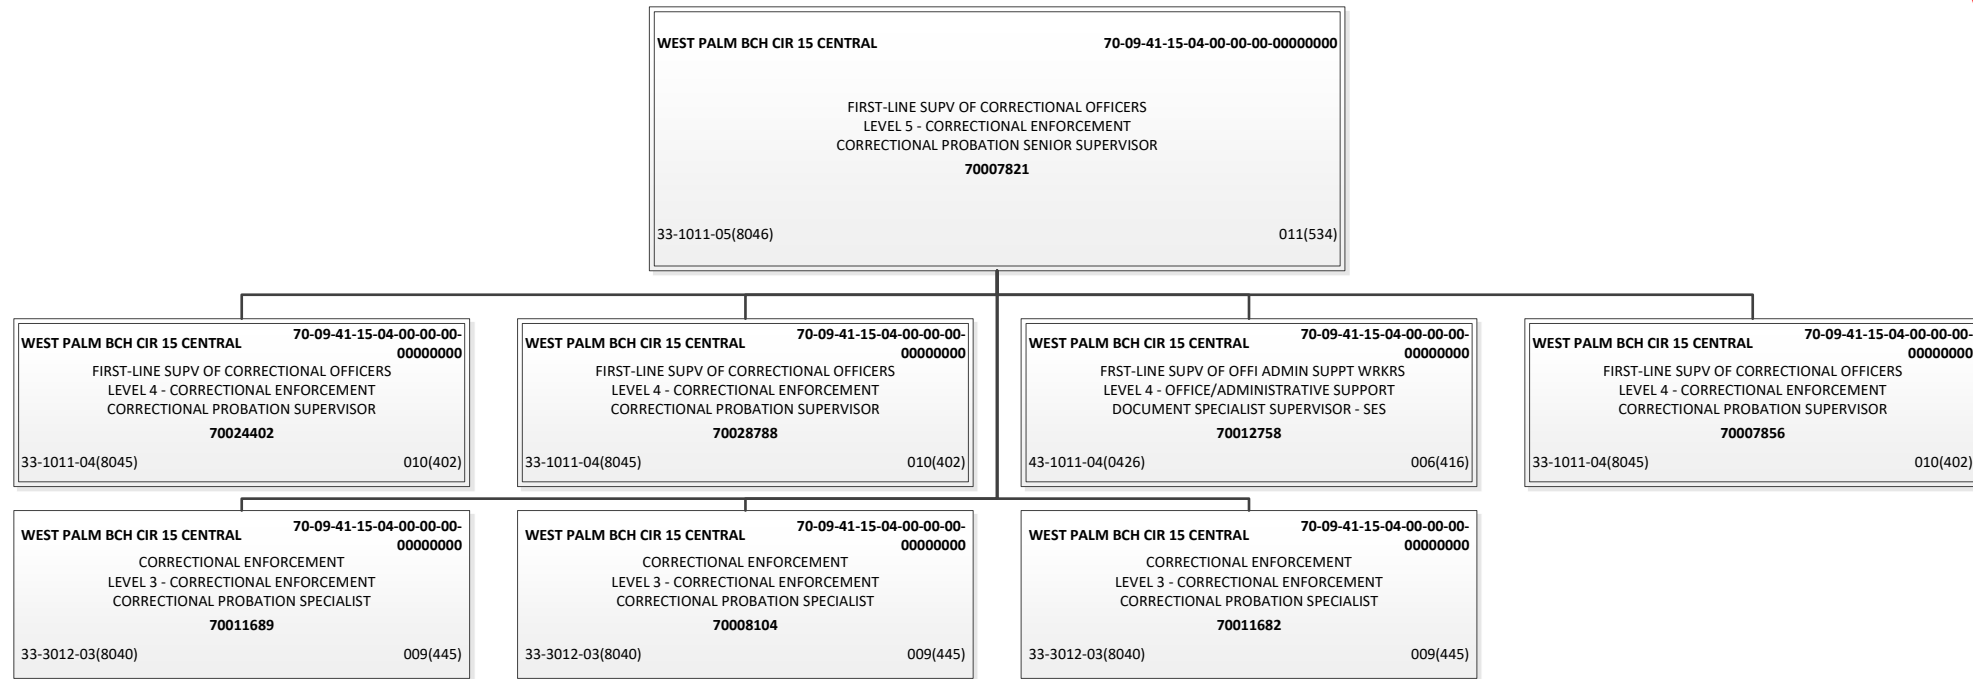 WEST PALM BCH CIR 15 CENTRAL 70-09-41-15-04-00-00-00-00000000
FIRST-LINE SUPV OF CORRECTIONAL OFFICERS
LEVEL 5 - CORRECTIONAL ENFORCEMENT
CORRECTIONAL PROBATION SENIOR SUPERVISOR
70007821
33-1011-05(8046) 011(534)
WEST PALM BCH CIR 15 CENTRAL 70-09-41-15-04-00-00-00-
00000000
FIRST-LINE SUPV OF CORRECTIONAL OFFICERS
LEVEL 4 - CORRECTIONAL ENFORCEMENT
CORRECTIONAL PROBATION SUPERVISOR
70024402
33-1011-04(8045) 010(402)
WEST PALM BCH CIR 15 CENTRAL 70-09-41-15-04-00-00-00-
00000000
FIRST-LINE SUPV OF CORRECTIONAL OFFICERS
LEVEL 4 - CORRECTIONAL ENFORCEMENT
CORRECTIONAL PROBATION SUPERVISOR
70028788
33-1011-04(8045) 010(402)
WEST PALM BCH CIR 15 CENTRAL 70-09-41-15-04-00-00-00-
00000000
FRST-LINE SUPV OF OFFI ADMIN SUPPT WRKRS
LEVEL 4 - OFFICE/ADMINISTRATIVE SUPPORT
DOCUMENT SPECIALIST SUPERVISOR - SES
70012758
43-1011-04(0426) 006(416)
WEST PALM BCH CIR 15 CENTRAL 70-09-41-15-04-00-00-00-
00000000
FIRST-LINE SUPV OF CORRECTIONAL OFFICERS
LEVEL 4 - CORRECTIONAL ENFORCEMENT
CORRECTIONAL PROBATION SUPERVISOR
70007856
33-1011-04(8045) 010(402)
WEST PALM BCH CIR 15 CENTRAL 70-09-41-15-04-00-00-00-
00000000
CORRECTIONAL ENFORCEMENT
LEVEL 3 - CORRECTIONAL ENFORCEMENT
CORRECTIONAL PROBATION SPECIALIST
70011689
33-3012-03(8040) 009(445)
WEST PALM BCH CIR 15 CENTRAL 70-09-41-15-04-00-00-00-
00000000
CORRECTIONAL ENFORCEMENT
LEVEL 3 - CORRECTIONAL ENFORCEMENT
CORRECTIONAL PROBATION SPECIALIST
70008104
33-3012-03(8040) 009(445)
WEST PALM BCH CIR 15 CENTRAL 70-09-41-15-04-00-00-00-
00000000
CORRECTIONAL ENFORCEMENT
LEVEL 3 - CORRECTIONAL ENFORCEMENT
CORRECTIONAL PROBATION SPECIALIST
70011682
33-3012-03(8040) 009(445)